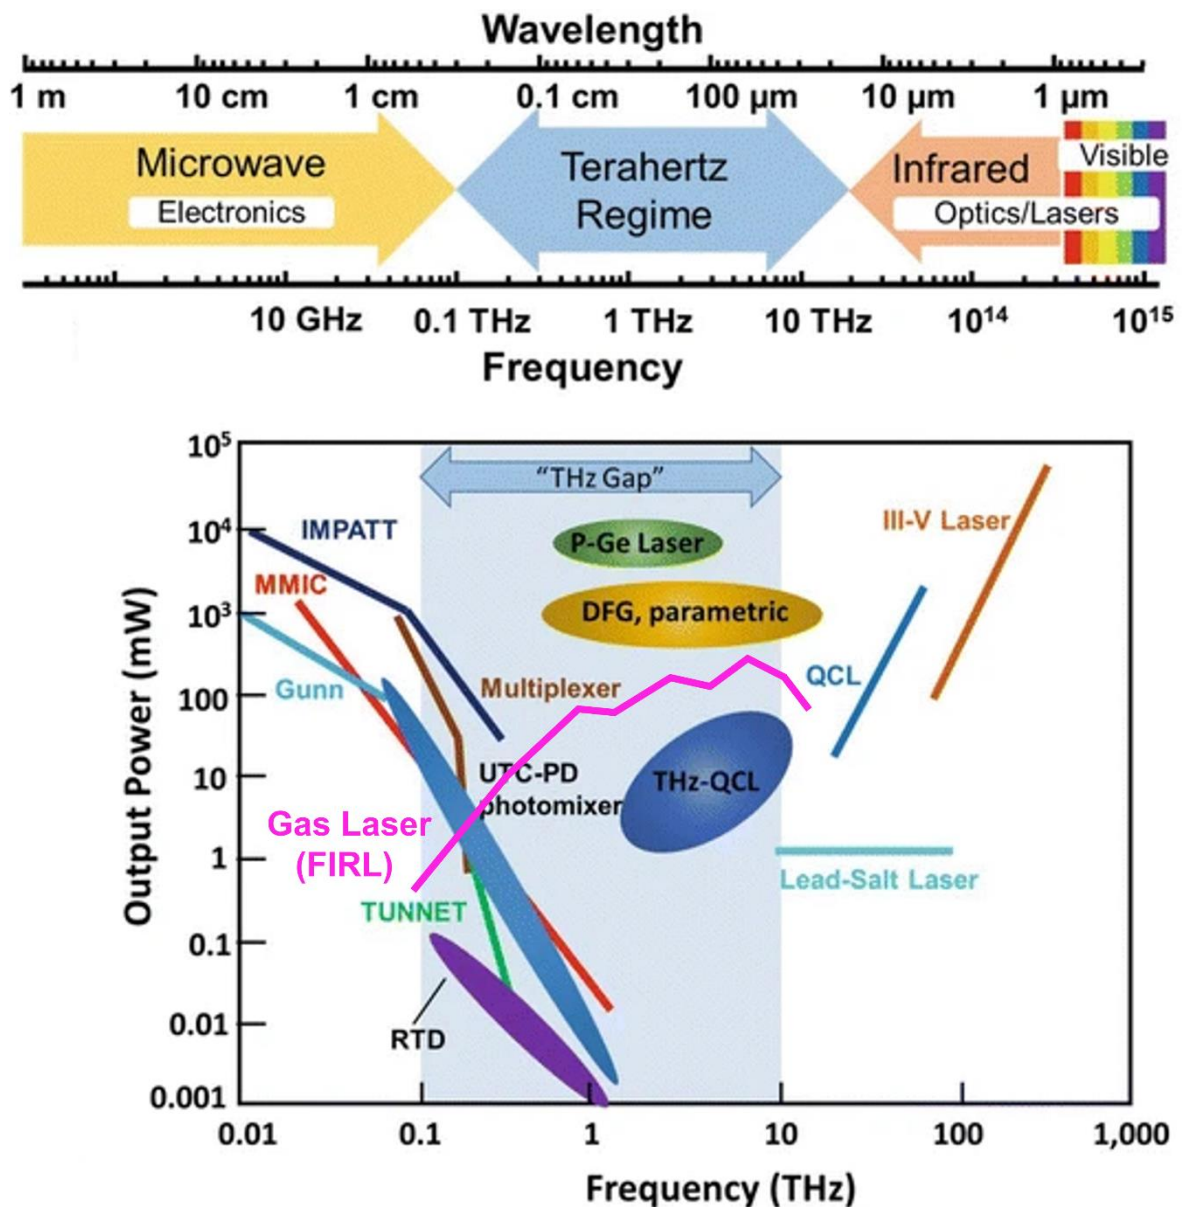 Wavelength
1 m 10 cm 1 cm 0.1 cm 100 µm 10 µm 1 µm
Microwave
Electronics
Terahertz
Regime
Infrared
Visible
Optics/Lasers
10 GHz 0.1 THz 1 THz 10 THz 10¹⁴ 10¹⁵
Frequency
Output Power (mW)
10⁵
10⁴
10³
100
10
1
0.1
0.01
0.001
"THz Gap"
IMPATT
P-Ge Laser
III-V Laser
MMIC
DFG, parametric
Gunn
Multiplexer
QCL
UTC-PD
photomixer
THz-QCL
Gas Laser
(FIRL)
Lead-Salt Laser
TUNNET
RTD
0.01 0.1 1 10 100 1,000
Frequency (THz)